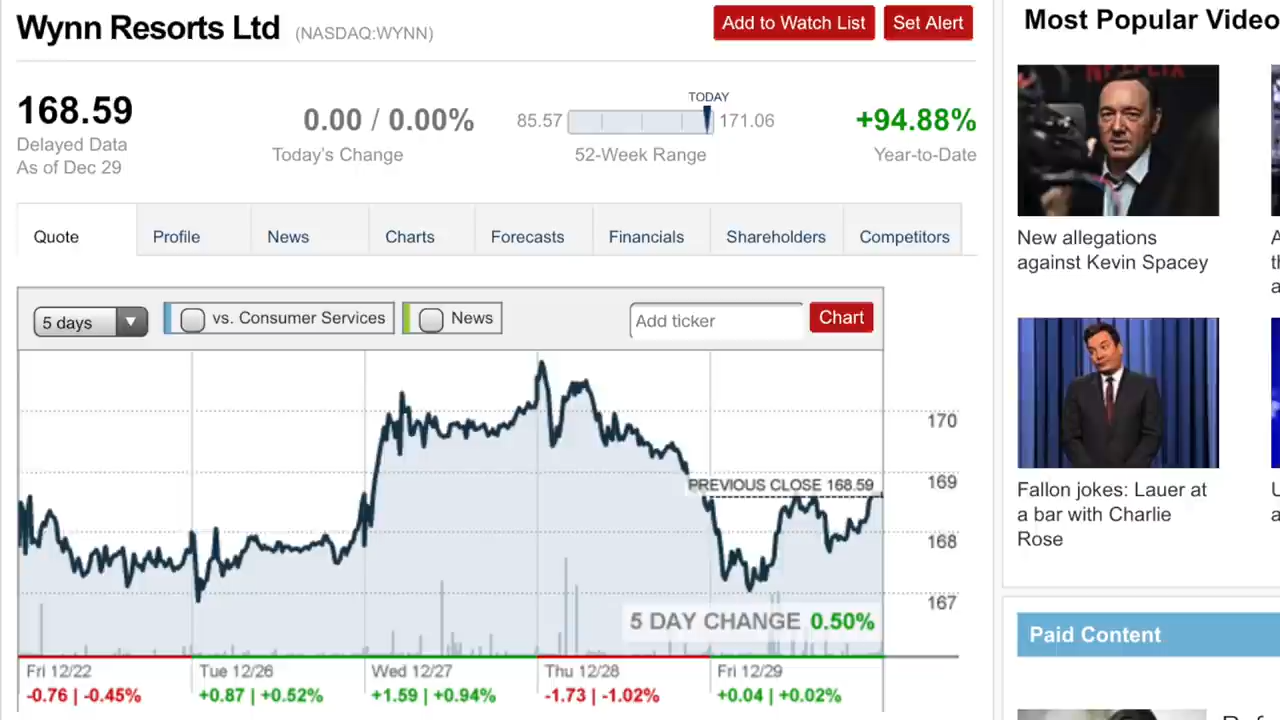 Wynn Resorts Ltd (NASDAQ:WYNN)
Add to Watch List
Set Alert
168.59
Delayed Data
As of Dec 29
0.00 / 0.00%
Today's Change
TODAY
85.57
171.06
52-Week Range
+94.88%
Year-to-Date
Quote
Profile
News
Charts
Forecasts
Financials
Shareholders
Competitors
5 days
vs. Consumer Services
News
Add ticker
Chart
170
169
168
167
PREVIOUS CLOSE 168.59
5 DAY CHANGE 0.50%
Fri 12/22
-0.76 | -0.45%
Tue 12/26
+0.87 | +0.52%
Wed 12/27
+1.59 | +0.94%
Thu 12/28
-1.73 | -1.02%
Fri 12/29
+0.04 | +0.02%
Most Popular Video
NETFLIX
New allegations
against Kevin Spacey
Fallon jokes: Lauer at
a bar with Charlie
Rose
Paid Content